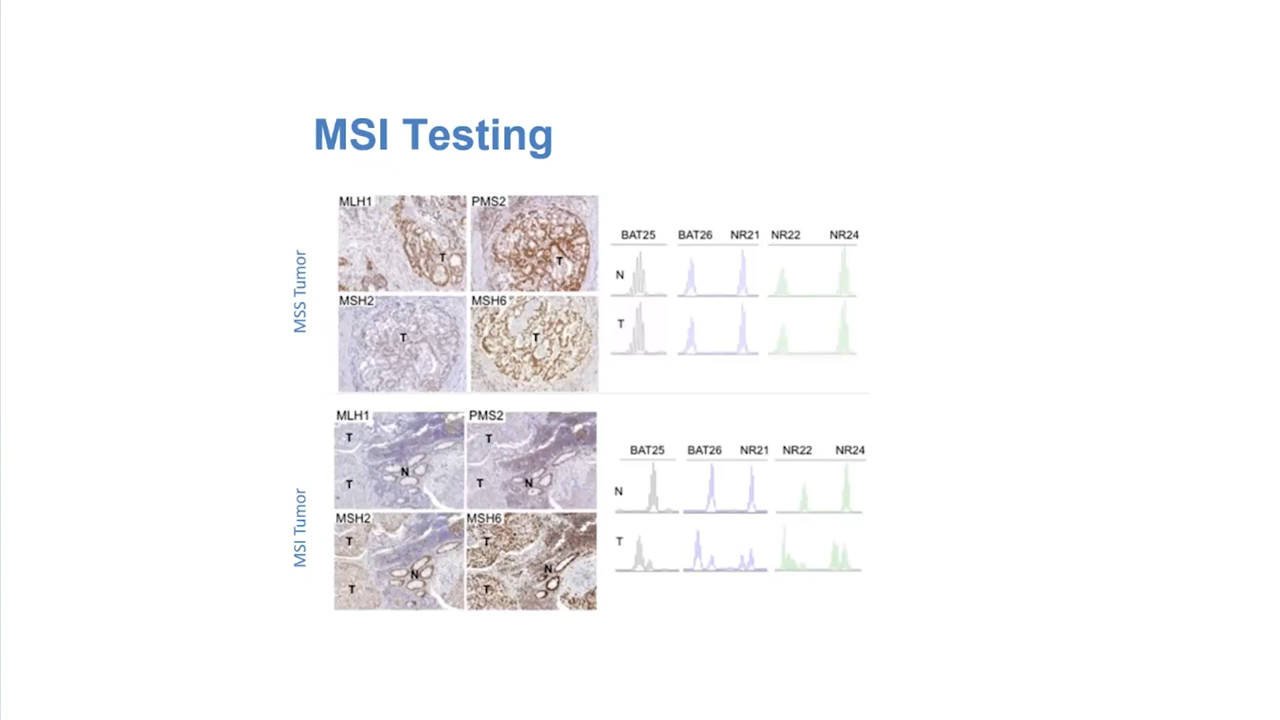 MSI Testing
MSS Tumor
MLH1 PMS2
T T
MSH2 MSH6
T T
BAT25 BAT26 NR21 NR22 NR24
N
T
MSI Tumor
MLH1 PMS2
T T
N
T T N
MSH2 MSH6
T T
N N
T T
BAT25 BAT26 NR21 NR22 NR24
N
T